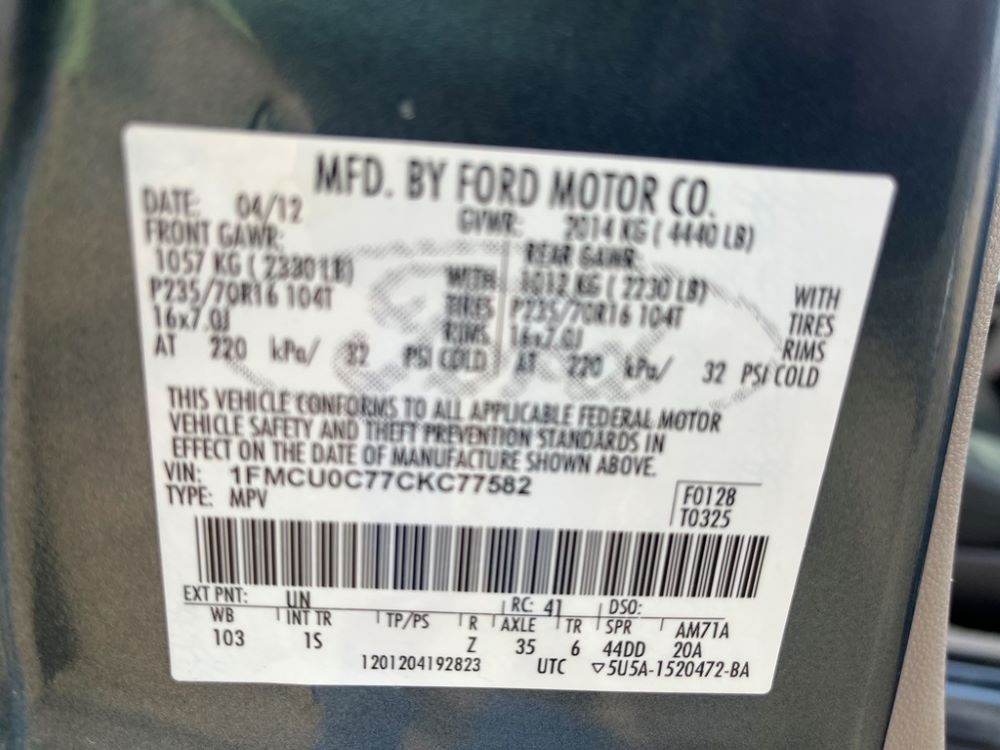 MFD. BY FORD MOTOR CO.
DATE: 04/12 GVWR: 2014 KG ( 4440 LB)
FRONT GAWR: REAR GAWR:
1057 KG ( 2330 LB) WITH 1012 KG ( 2230 LB) WITH
P235/70R16 104T TIRES P235/70R16 104T TIRES
16x7.0J RIMS 16x7.0J RIMS
AT 220 kPa/ 32 PSI COLD AT 220 kPa/ 32 PSI COLD
THIS VEHICLE CONFORMS TO ALL APPLICABLE FEDERAL MOTOR
VEHICLE SAFETY AND THEFT PREVENTION STANDARDS IN
EFFECT ON THE DATE OF MANUFACTURE SHOWN ABOVE.
VIN: 1FMCU0C77CKC77582
TYPE: MPV
F0128
T0325
EXT PNT: UN RC: 41 DSO:
WB INT TR TP/PS R AXLE TR SPR AM71A
103 1S Z 35 6 44DD 20A
1201204192823 UTC ▽5U5A-1520472-BA